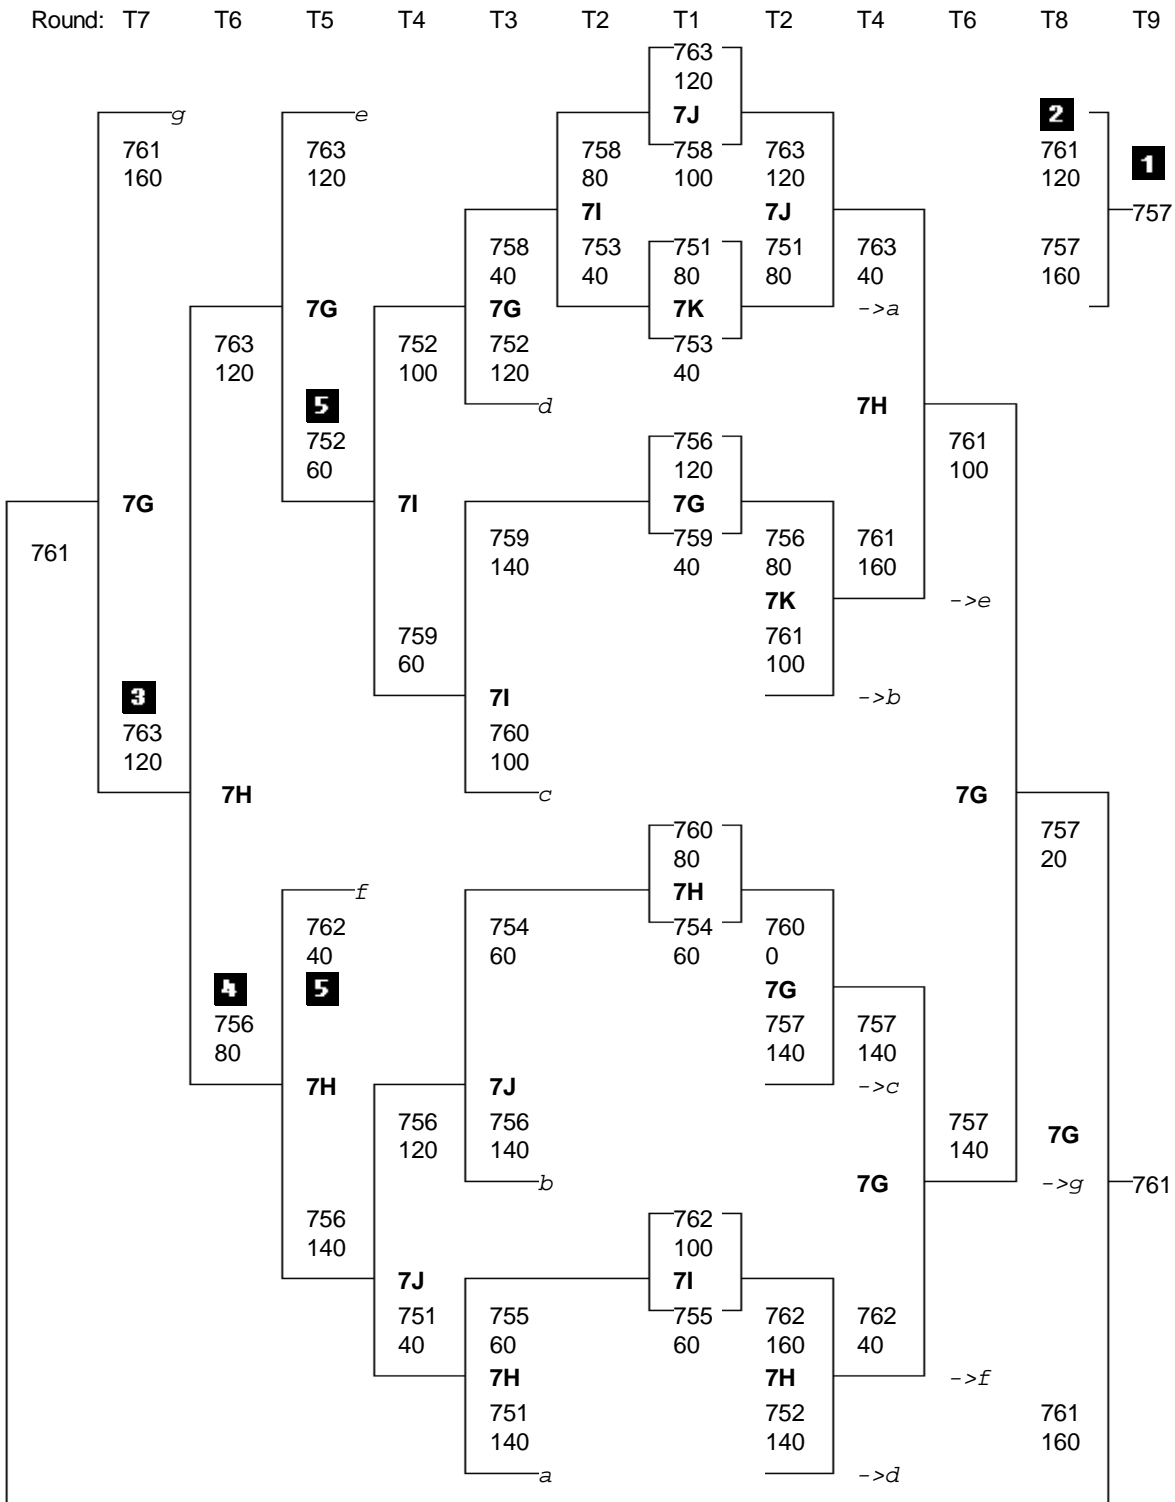 Round: T7 T6 T5 T4 T3 T2 T1 T2 T4 T6 T8 T9
763
120
g e 7J 2
761 763 758 758 763 761 1
160 120 80 100 120 120
7I 7J 757
758 753 751 751 763 757
40 40 80 80 40 160
7G 7G 7K ->a
763 752 752 753
120 100 120 40
5 d 7H
752 756 761
60 120 100
7G 7I 7G
761 759 759 756 761
140 40 80 160
7K ->e
759 761
60 100
3 7I ->b
763 760
120 100
7H c 7G
760 757
80 20
f 7H
762 754 754 760
40 60 60 0
4 5 7G
756 757 757
80 140 140
7H 7J ->c
756 756 757 7G
120 140 140
b 7G ->g 761
756 762
140 100
7J 7I
751 755 755 762 762
40 60 60 160 40
7H 7H ->f
751 752 761
140 140 160
a ->d